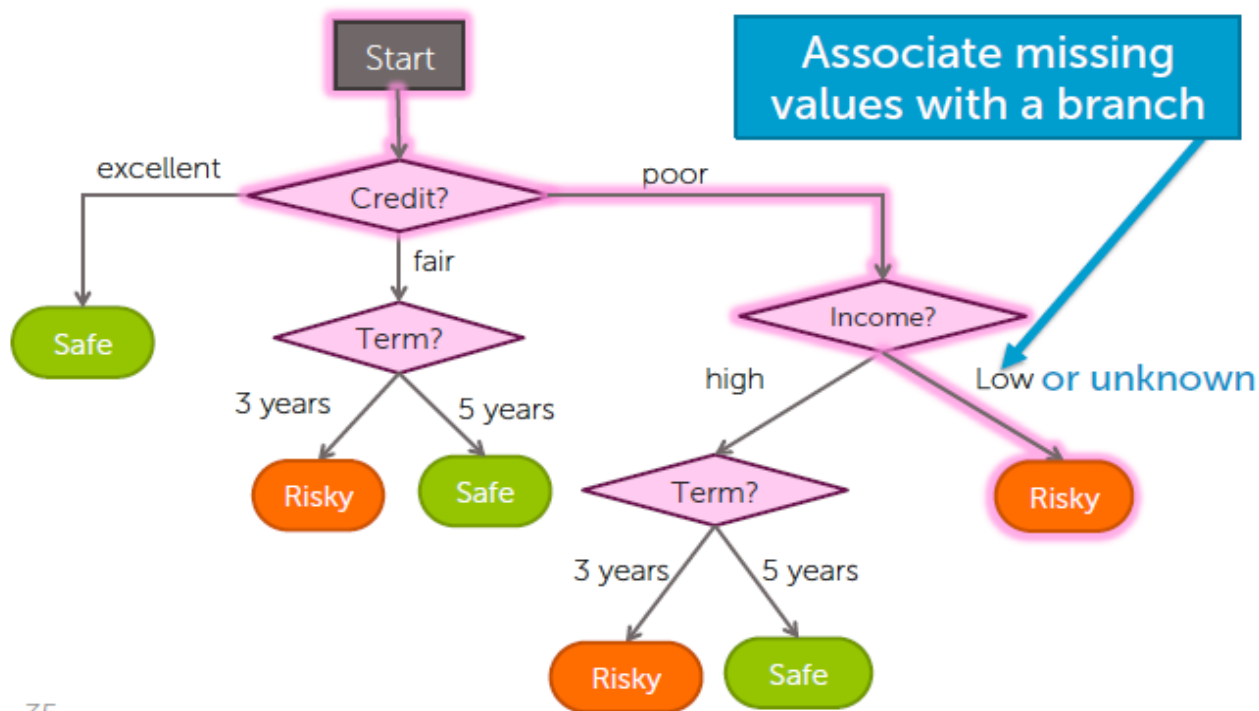 Start
Associate missing
values with a branch
excellent
Credit?
poor
fair
Safe
Term?
Income?
3 years
5 years
high
Low or unknown
Risky
Safe
Term?
Risky
3 years
5 years
Risky
Safe